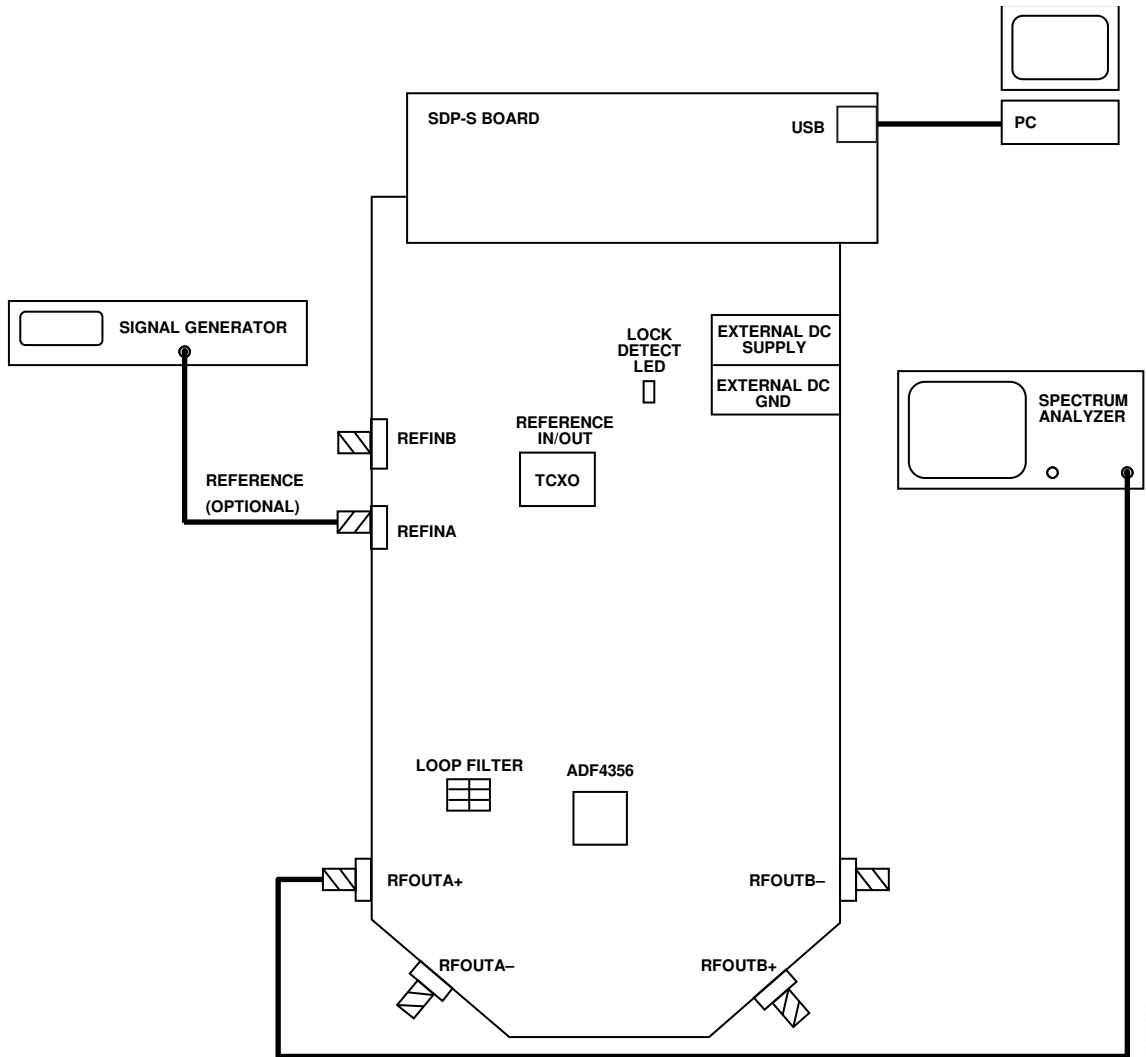 SDP-S BOARD
USB
PC
SIGNAL GENERATOR
LOCK
DETECT
LED
EXTERNAL DC
SUPPLY
EXTERNAL DC
GND
SPECTRUM
ANALYZER
REFINB
REFERENCE
IN/OUT
TCXO
REFERENCE
(OPTIONAL)
REFINA
LOOP FILTER
ADF4356
RFOUTA+
RFOUTB–
RFOUTA–
RFOUTB+